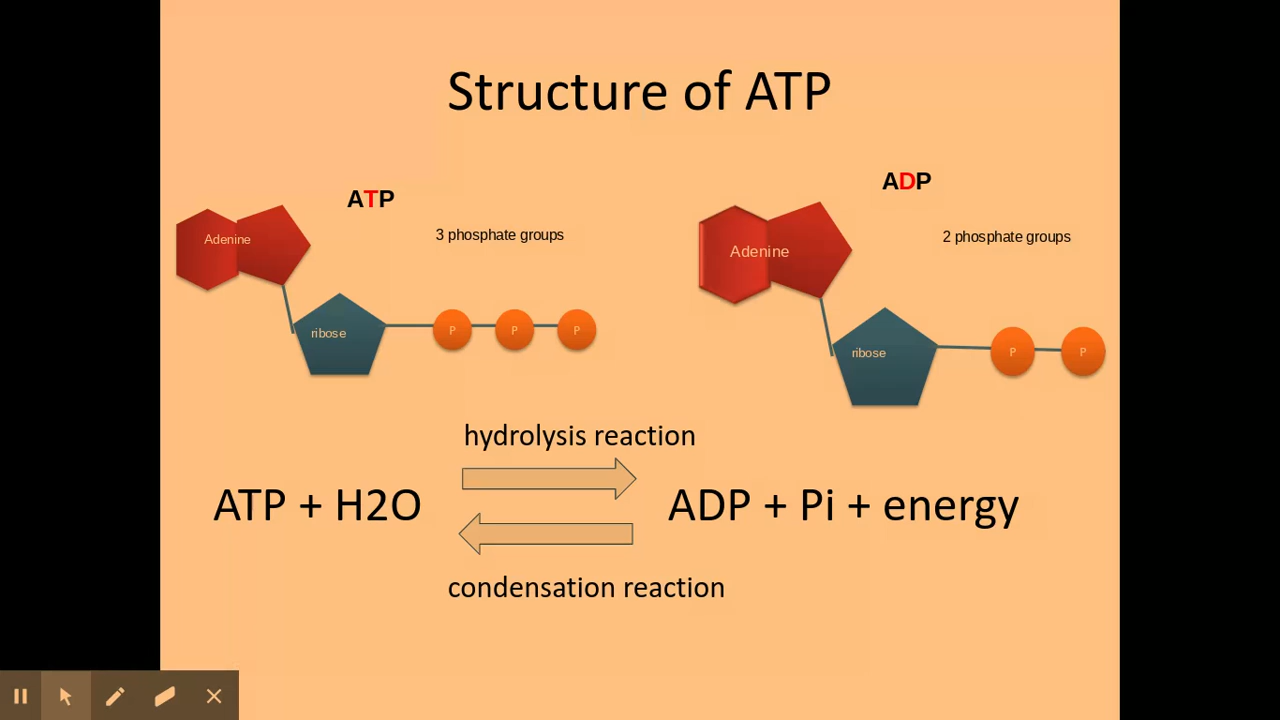 Structure of ATP
ATP
3 phosphate groups
Adenine
ribose
P P P
ADP
2 phosphate groups
Adenine
ribose
P P
hydrolysis reaction
ATP + H2O
ADP + Pi + energy
condensation reaction